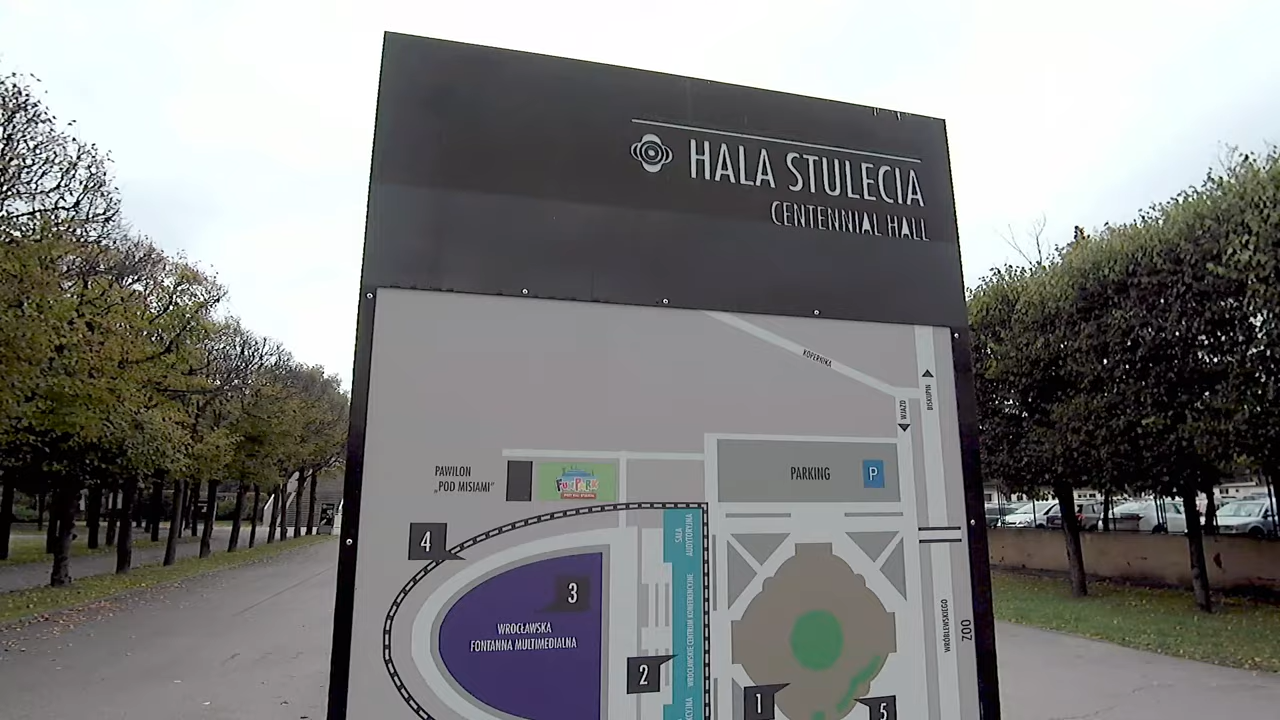 HALA STULECIA
CENTENNIAL HALL
KOPERNIKA
WJAZD
BISKUPIN
PAWILON
„POD MISIAMI”
PARKING
P
4
3
WROCŁAWSKA
FONTANNA MULTIMEDIALNA
SALA
AUDYTORYJNA
WROCŁAWSKIE CENTRUM KONFERENCYJNE
2
1
5
WRÓBLEWSKIEGO
ZOO